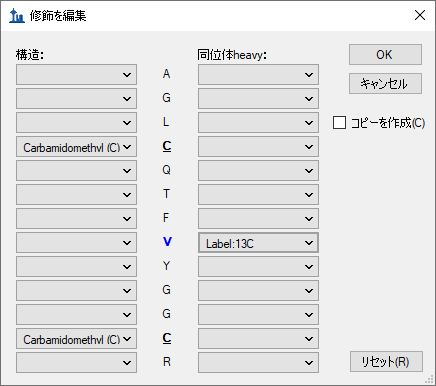 修飾を編集
構造:
同位体heavy:
OK
キャンセル
コピーを作成(C)
A
G
L
Carbamidomethyl (C) C
Q
T
F
V Label:13C
Y
G
G
Carbamidomethyl (C) C
R
リセット(R)